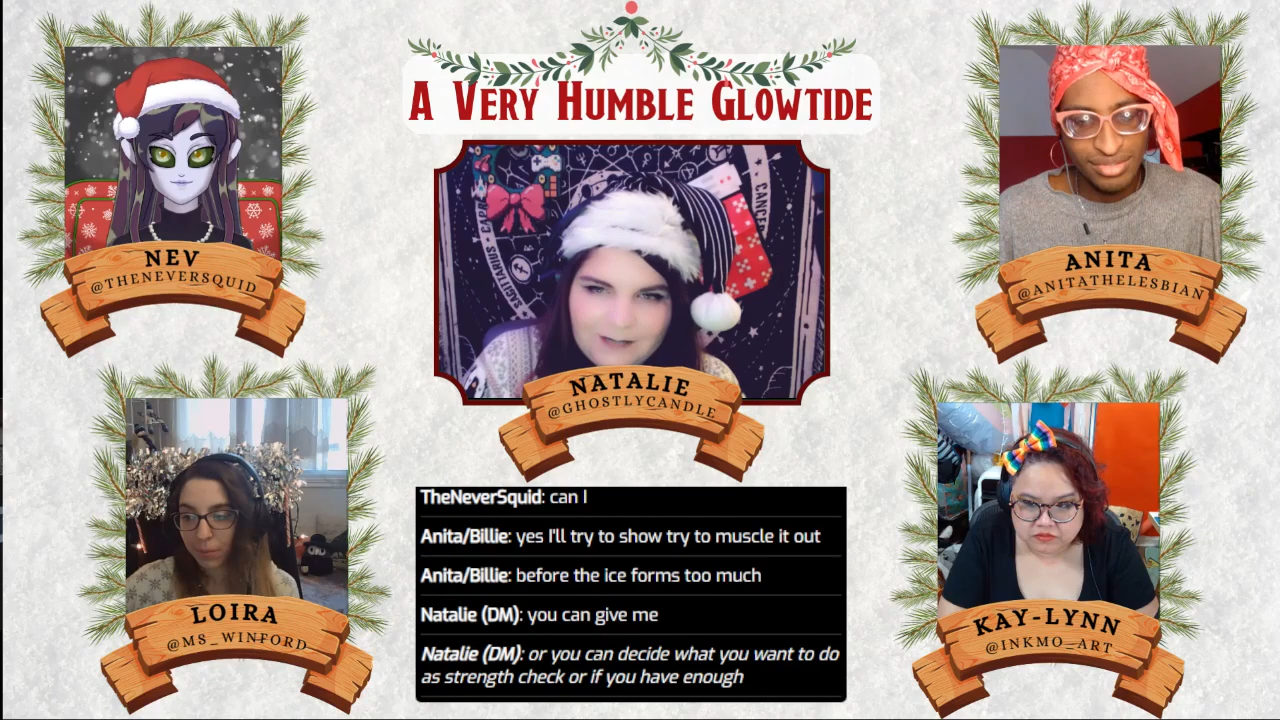 A Very Humble Glowtide
NEV
@THENEVERSQUID
ANITA
@ANITATHELESBIAN
CAPR
SAGITTARIUS
CANCER
NATALIE
@GHOSTLYCANDLE
LOIRA
@MS_WINFORD
KAY-LYNN
@INKMO_ART
TheNeverSquid: can I
Anita/Billie: yes I'll try to show try to muscle it out
Anita/Billie: before the ice forms too much
Natalie (DM): you can give me
Natalie (DM): or you can decide what you want to do
as strength check or if you have enough